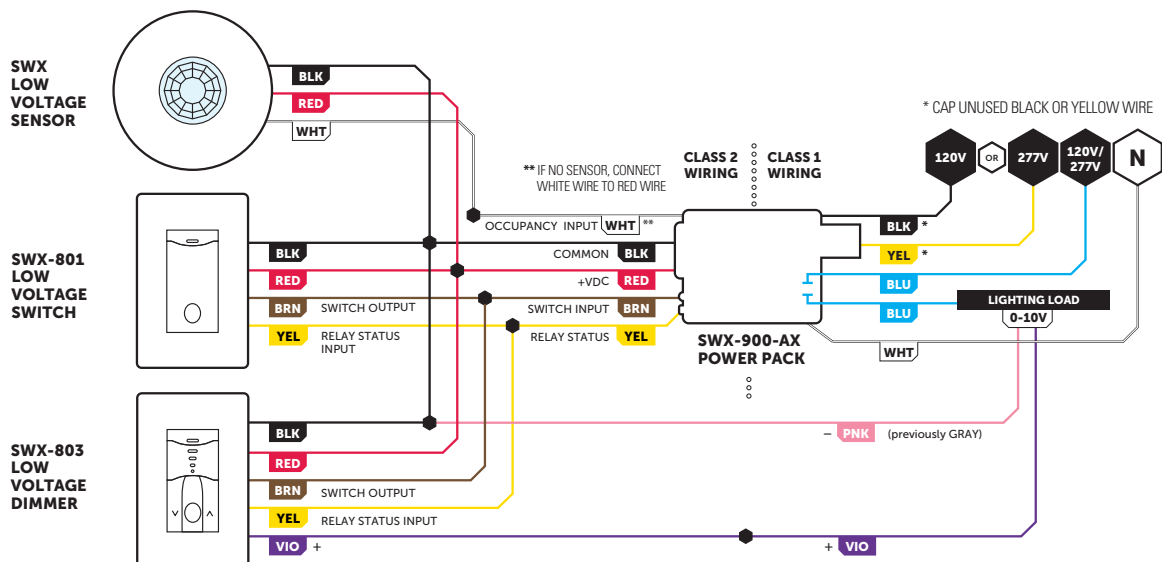 SWX
LOW
VOLTAGE
SENSOR
BLK
RED
WHT
* CAP UNUSED BLACK OR YELLOW WIRE
120V
OR
277V
120V/
277V
N
** IF NO SENSOR, CONNECT
WHITE WIRE TO RED WIRE
CLASS 2
WIRING
CLASS 1
WIRING
OCCUPANCY INPUT WHT **
BLK *
SWX-801
LOW
VOLTAGE
SWITCH
BLK
COMMON BLK
YEL *
RED
+VDC RED
BLU
BRN SWITCH OUTPUT
SWITCH INPUT BRN
BLU
LIGHTING LOAD
0-10V
YEL RELAY STATUS
INPUT
RELAY STATUS YEL
SWX-900-AX
POWER PACK
WHT
SWX-803
LOW
VOLTAGE
DIMMER
BLK
– PNK (previously GRAY)
RED
BRN SWITCH OUTPUT
YEL RELAY STATUS INPUT
VIO +
+ VIO